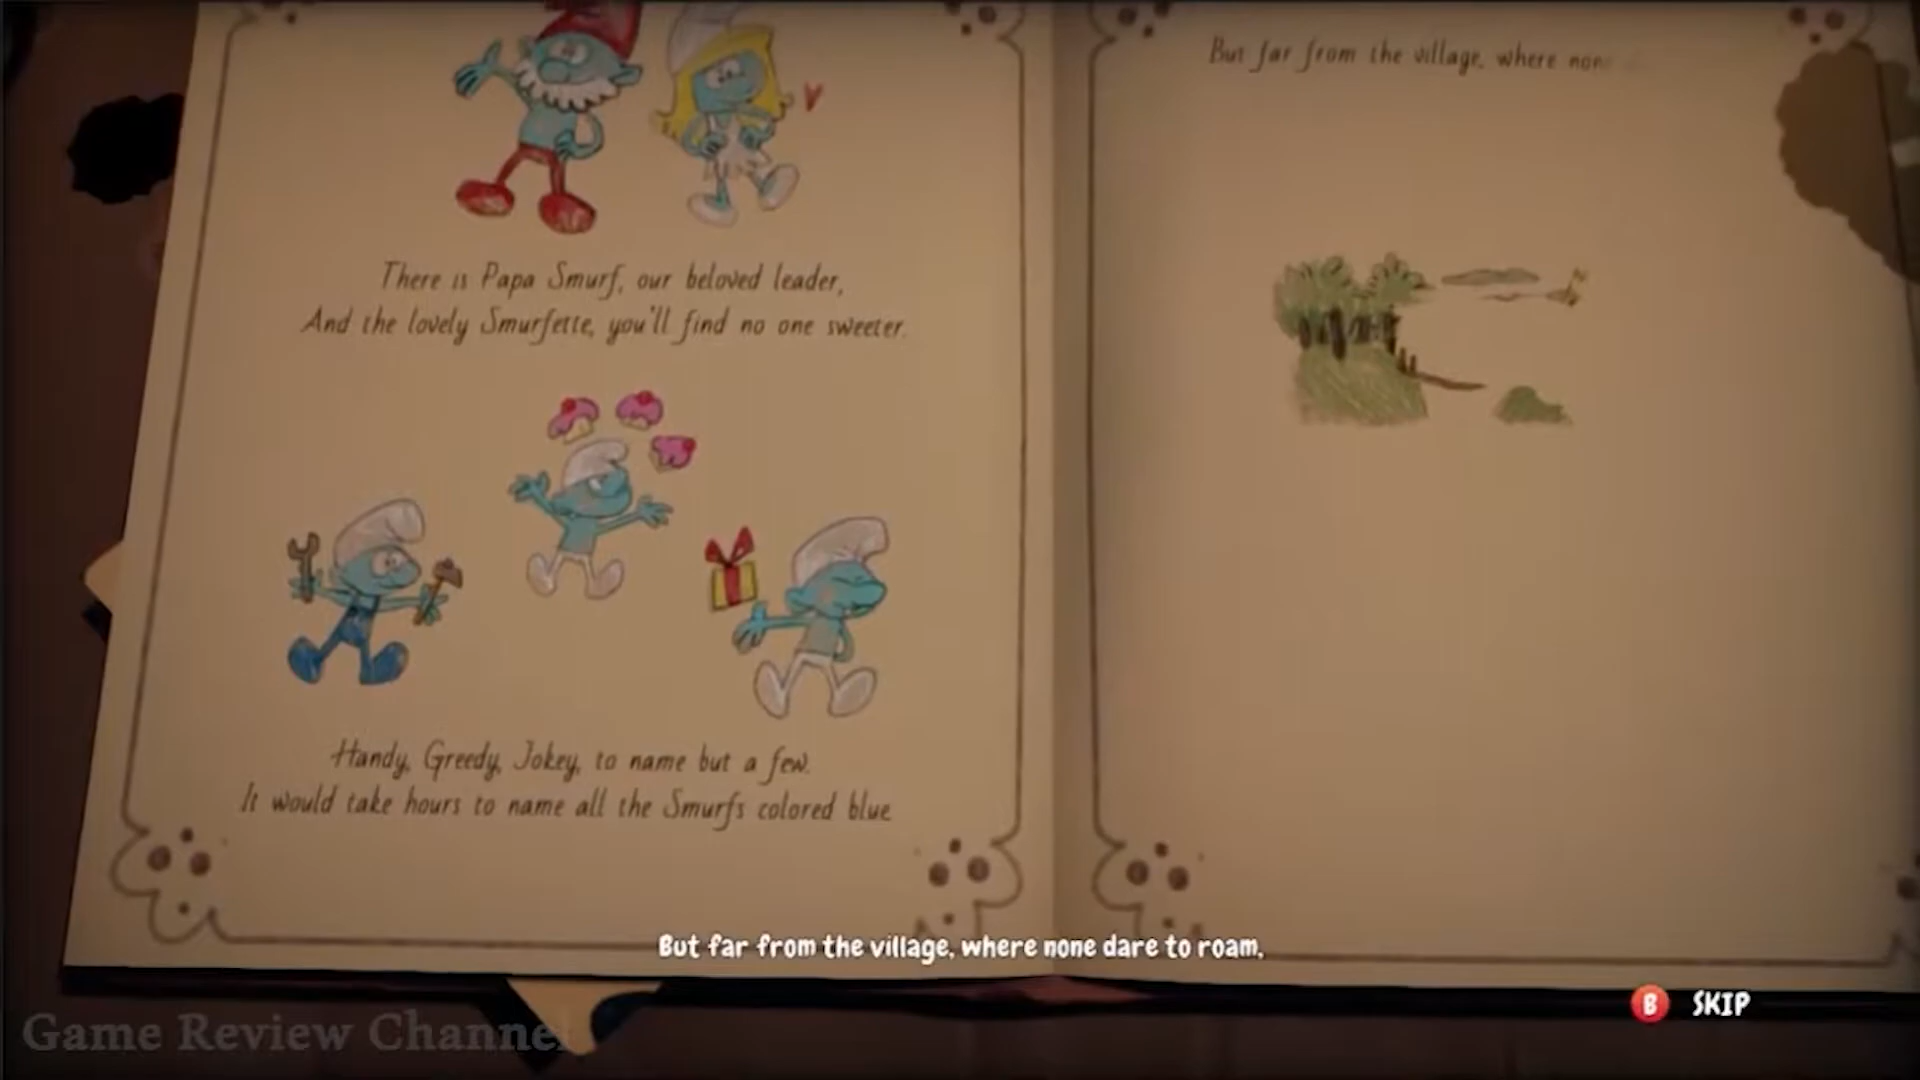 There is Papa Smurf, our beloved leader,
And the lovely Smurfette, you'll find no one sweeter.
Handy, Greedy, Jokey, to name but a few.
It would take hours to name all the Smurfs colored blue
But far from the village, where none
But far from the village, where none dare to roam,
B SKIP
Game Review Channel